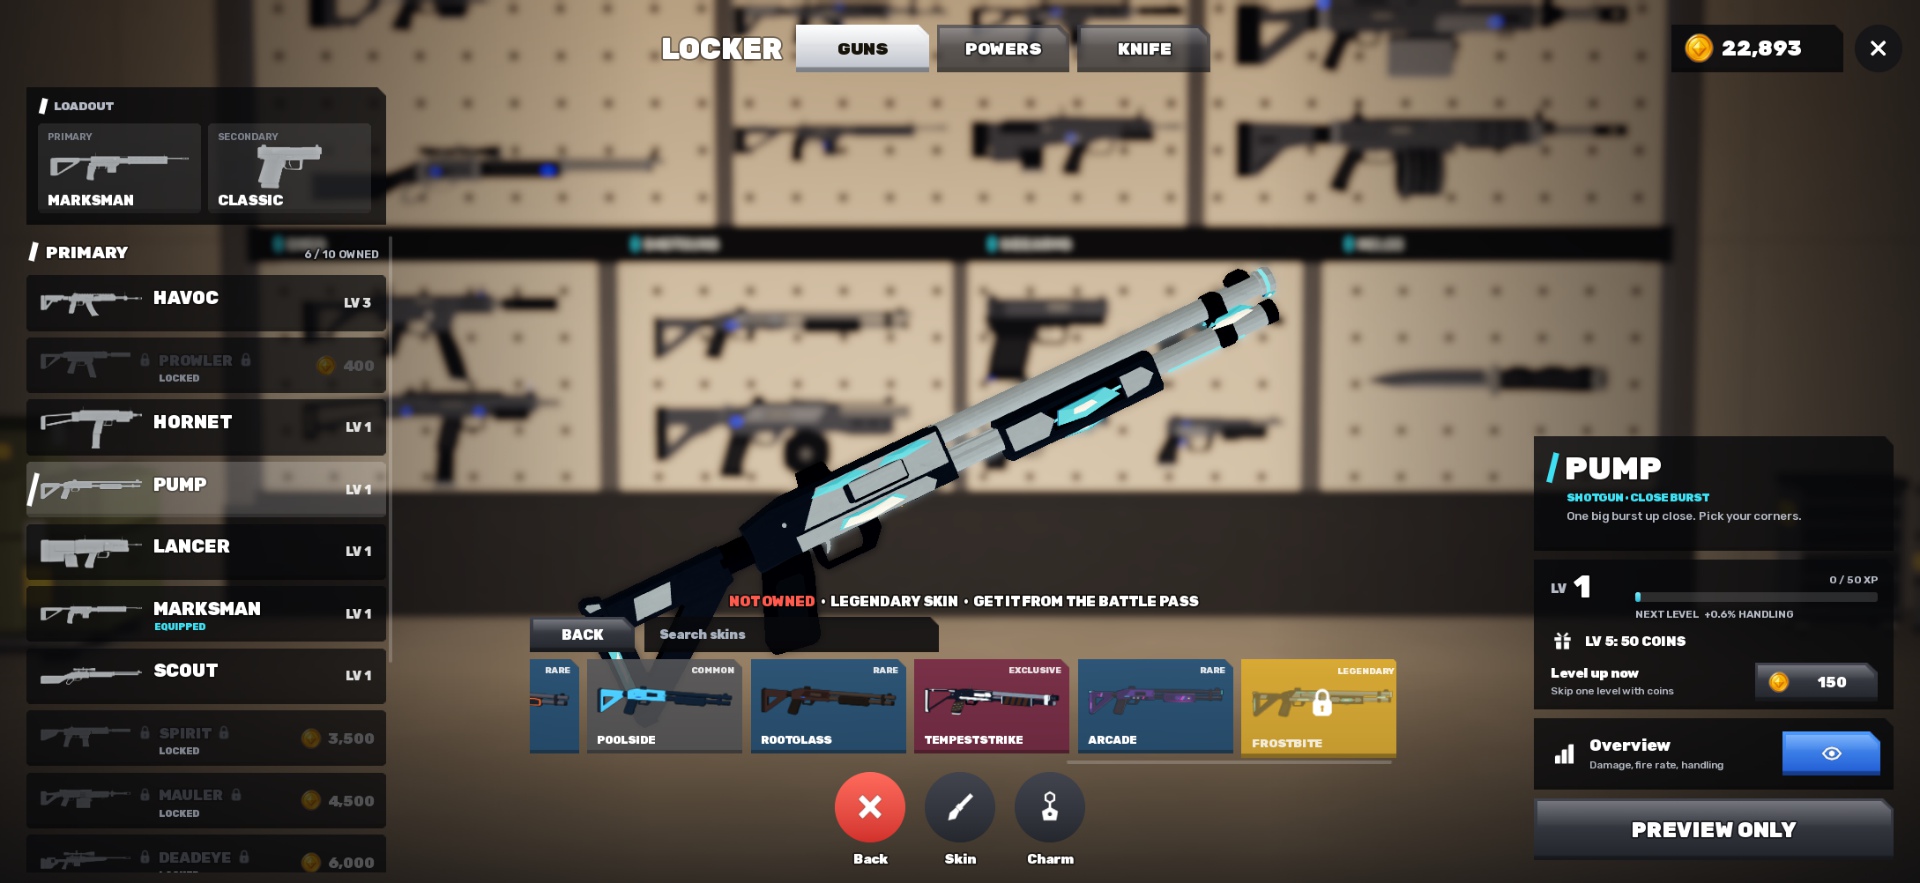 LOCKER
GUNS
POWERS
KNIFE
22,893
LOADOUT
PRIMARY
MARKSMAN
SECONDARY
CLASSIC
PRIMARY
6 / 10 OWNED
HAVOC
LV 3
PROWLER
LOCKED
400
HORNET
LV 1
PUMP
LV 1
LANCER
LV 1
MARKSMAN
EQUIPPED
LV 1
SCOUT
LV 1
SPIRIT
LOCKED
3,500
MAULER
LOCKED
4,500
DEADEYE
6,000
NOT OWNED • LEGENDARY SKIN • GET IT FROM THE BATTLE PASS
BACK
Search skins
RARE
COMMON
POOLSIDE
RARE
ROOTGLASS
EXCLUSIVE
TEMPESTSTRIKE
RARE
ARCADE
LEGENDARY
FROSTBITE
Back
Skin
Charm
PUMP
SHOTGUN • CLOSE BURST
One big burst up close. Pick your corners.
LV 1
0 / 50 XP
NEXT LEVEL +0.6% HANDLING
LV 5: 50 COINS
Level up now
Skip one level with coins
150
Overview
Damage, fire rate, handling
PREVIEW ONLY